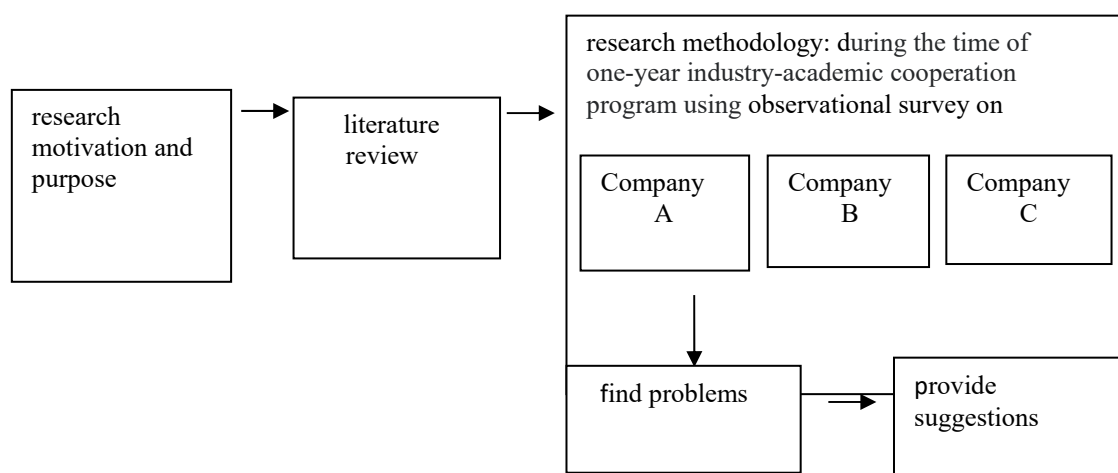 research
motivation and
purpose
literature
review
research methodology: during the time of
one-year industry-academic cooperation
program using observational survey on
Company
A
Company
B
Company
C
find problems
provide
suggestions